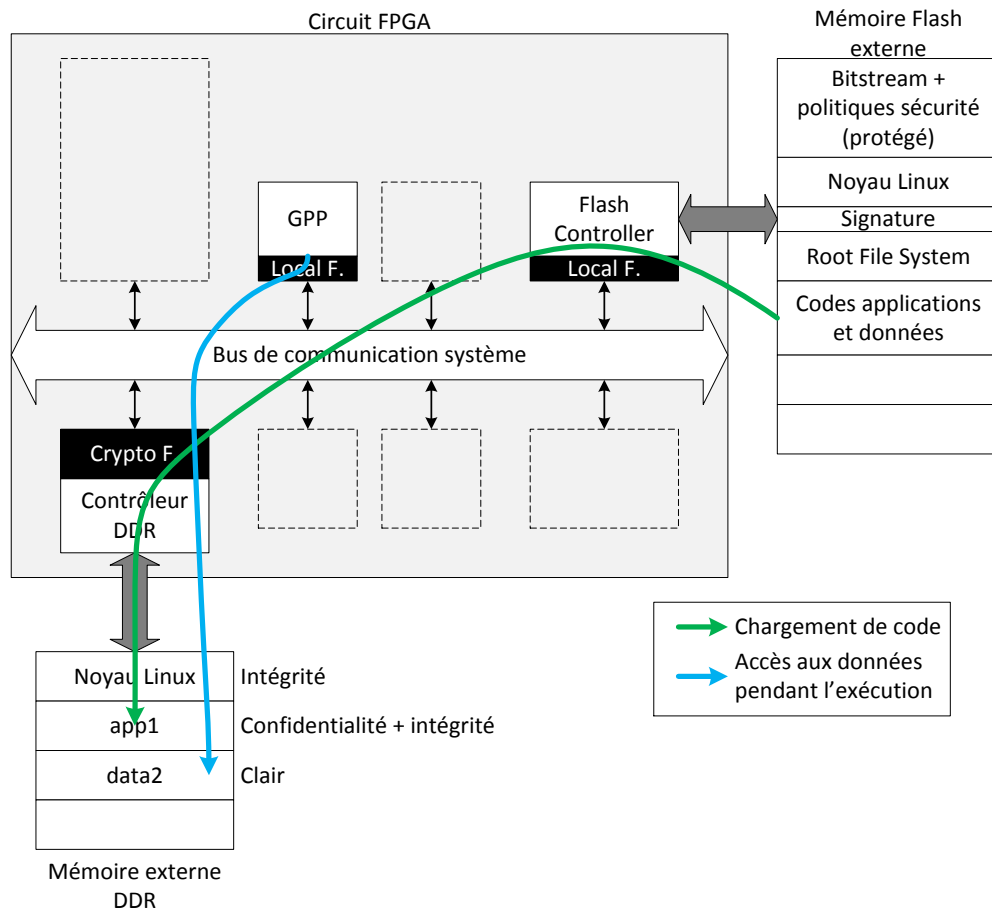 Circuit FPGA
Mémoire Flash
externe
Bitstream +
politiques sécurité
(protégé)
Noyau Linux
Signature
Root File System
Codes applications
et données
GPP
Local F.
Flash
Controller
Local F.
Bus de communication système
Crypto F
Contrôleur
DDR
Chargement de code
Accès aux données
pendant l'exécution
Noyau Linux
Intégrité
app1
Confidentialité + intégrité
data2
Clair
Mémoire externe
DDR